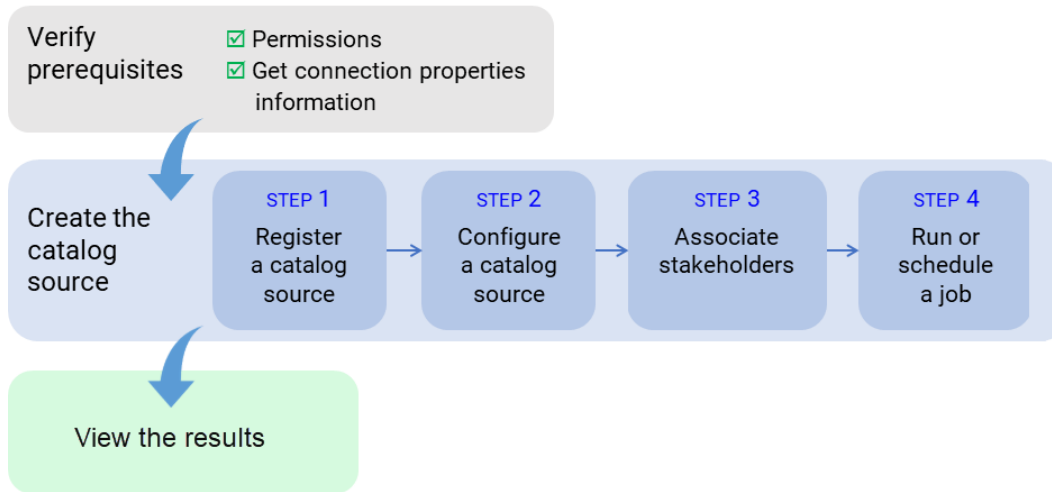 Verify
prerequisites
Permissions
Get connection properties
information
Create the
catalog
source
STEP 1
Register
a catalog
source
STEP 2
Configure
a catalog
source
STEP 3
Associate
stakeholders
STEP 4
Run or
schedule
a job
View the results